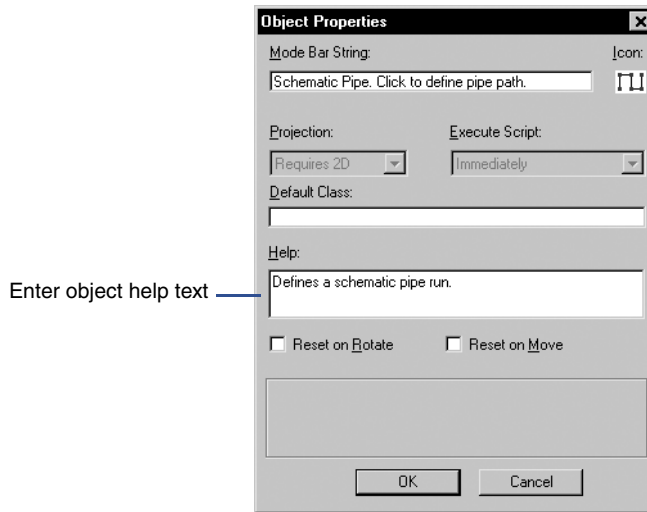 Object Properties
Mode Bar String:
Icon:
Schematic Pipe. Click to define pipe path.
Projection:
Execute Script:
Requires 2D
Immediately
Default Class:
Help:
Enter object help text
Defines a schematic pipe run.
Reset on Rotate
Reset on Move
OK
Cancel